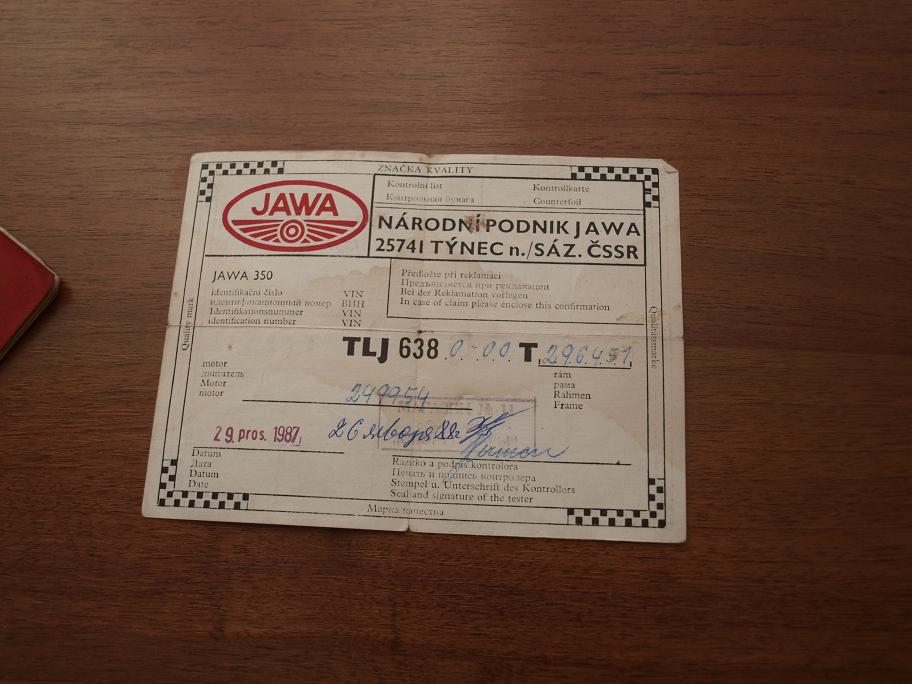 ZNAČKA KVALITY
JAWA
Kontrolní list Kontrollkarte
Контрольная бумага Counterfoil
NÁRODNÍ PODNIK JAWA
25741 TÝNEC n./SÁZ. ČSSR
JAWA 350
Předložte při reklamaci
Предъявляется при рекламации
Bei der Reklamation vorlegen
In case of claim please enclose this confirmation
identifikační číslo VIN
идентификационный номер ВИН
Identifikationsnummer VIN
identification number VIN
Quality mark
Qualitätsmarke
TLJ 638 0-00 T 296451
motor
двигатель
Motor
motor
249954
rám
рама
Rahmen
Frame
29. pros. 1987
26 января 88г
Datum
Дата
Datum
Date
Razítko a podpis kontrolora
Печать и подпись контролера
Stempel u. Unterschrift des Kontrollors
Seal and signature of the tester
Марка качества